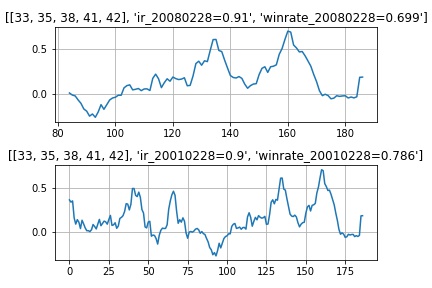 [[33, 35, 38, 41, 42], 'ir_20080228=0.91', 'winrate_20080228=0.699']
0.5
0.0
80 100 120 140 160 180
[[33, 35, 38, 41, 42], 'ir_20010228=0.9', 'winrate_20010228=0.786']
0.5
0.0
0 25 50 75 100 125 150 175